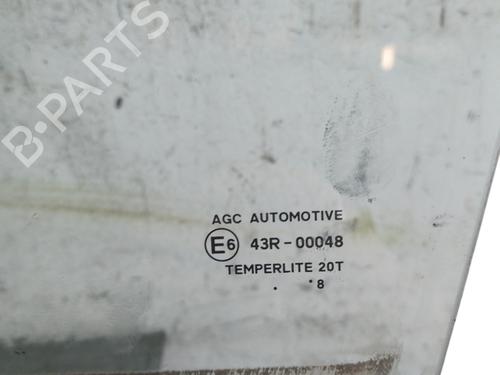 B-PARTS
AGC AUTOMOTIVE
E6 43R-00048
TEMPERLITE 20T
. .8